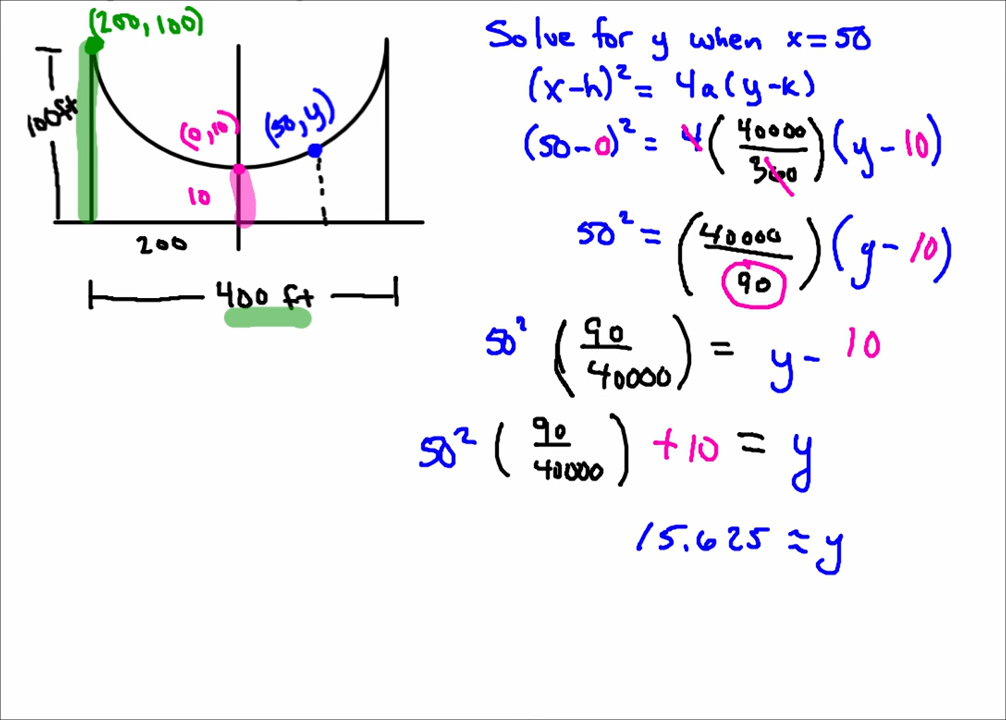 (200, 100)
100ft
(0, 10)
(50, y)
10
200
400 ft
Solve for y when x = 50
(x-h)² = 4a(y-k)
(50-0)² = 4(40000/360)(y-10)
50² = (40000/90)(y-10)
50² (90/40000) = y - 10
50² (90/40000) + 10 = y
15.625 ≈ y